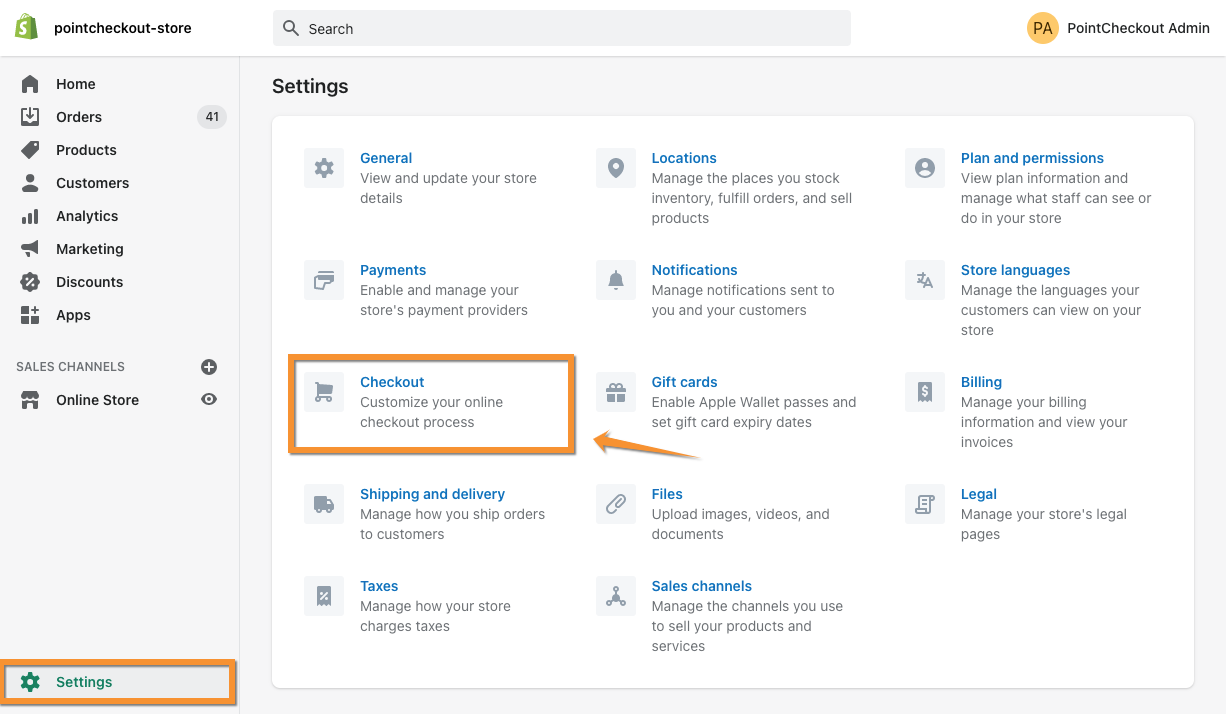 pointcheckout-store
Search
PA
PointCheckout Admin
Home
Orders
41
Products
Customers
Analytics
Marketing
Discounts
Apps
SALES CHANNELS
Online Store
Settings
Settings
General
View and update your store
details
Locations
Manage the places you stock
inventory, fulfill orders, and sell
products
Plan and permissions
View plan information and
manage what staff can see or
do in your store
Payments
Enable and manage your
store's payment providers
Notifications
Manage notifications sent to
you and your customers
Store languages
Manage the languages your
customers can view on your
store
Checkout
Customize your online
checkout process
Gift cards
Enable Apple Wallet passes and
set gift card expiry dates
Billing
Manage your billing
information and view your
invoices
Shipping and delivery
Manage how you ship orders
to customers
Files
Upload images, videos, and
documents
Legal
Manage your store's legal
pages
Taxes
Manage how your store
charges taxes
Sales channels
Manage the channels you use
to sell your products and
services